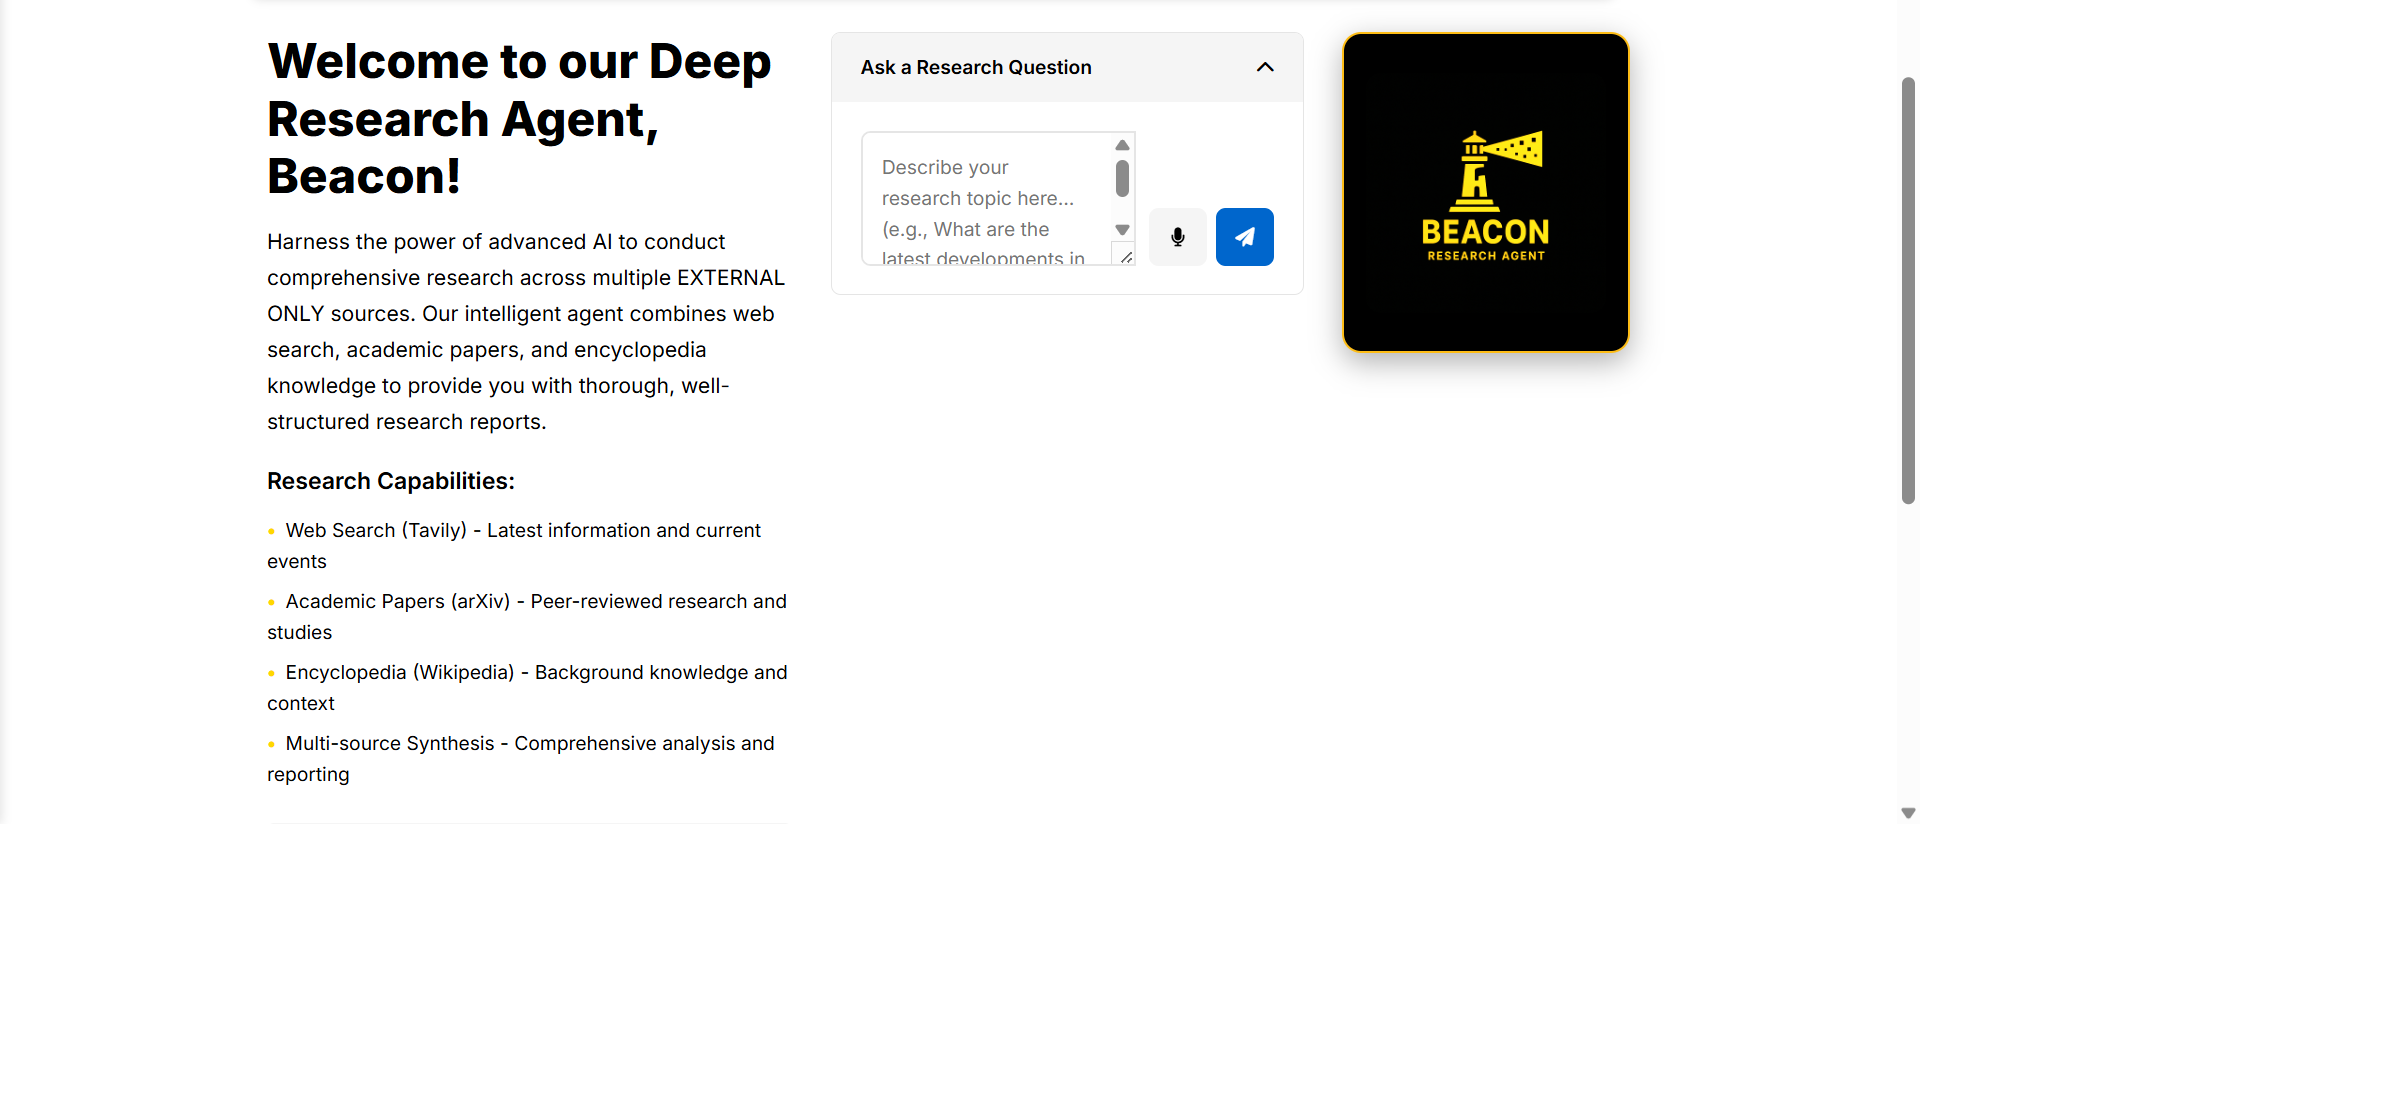 Welcome to our Deep
Research Agent,
Beacon!
Harness the power of advanced AI to conduct
comprehensive research across multiple EXTERNAL
ONLY sources. Our intelligent agent combines web
search, academic papers, and encyclopedia
knowledge to provide you with thorough, well-
structured research reports.
Research Capabilities:
• Web Search (Tavily) - Latest information and current
events
• Academic Papers (arXiv) - Peer-reviewed research and
studies
• Encyclopedia (Wikipedia) - Background knowledge and
context
• Multi-source Synthesis - Comprehensive analysis and
reporting
Ask a Research Question
Describe your
research topic here...
(e.g., What are the
latest developments in
BEACON
RESEARCH AGENT